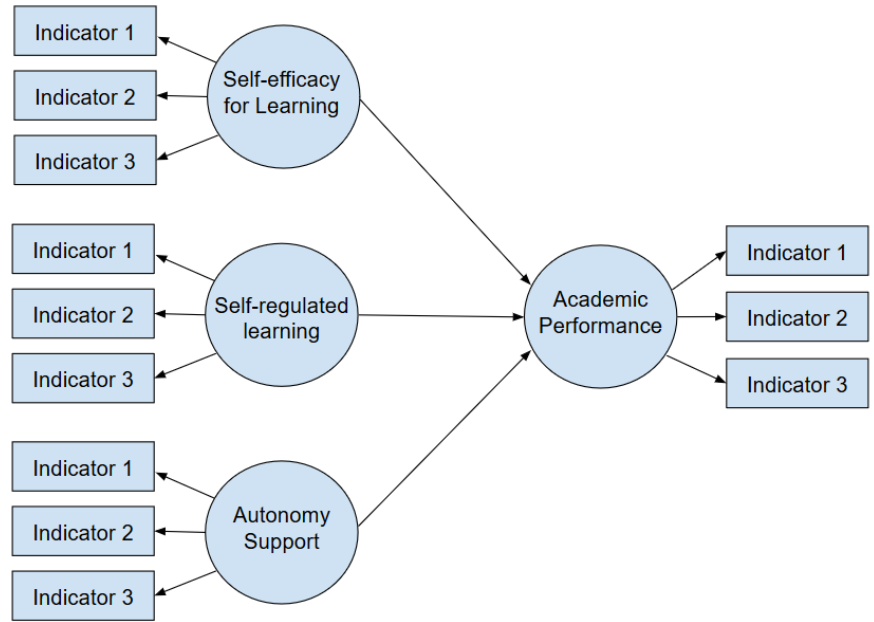 Indicator 1
Indicator 2
Indicator 3
Self-efficacy
for Learning
Indicator 1
Indicator 2
Indicator 3
Self-regulated
learning
Indicator 1
Indicator 2
Indicator 3
Autonomy
Support
Academic
Performance
Indicator 1
Indicator 2
Indicator 3